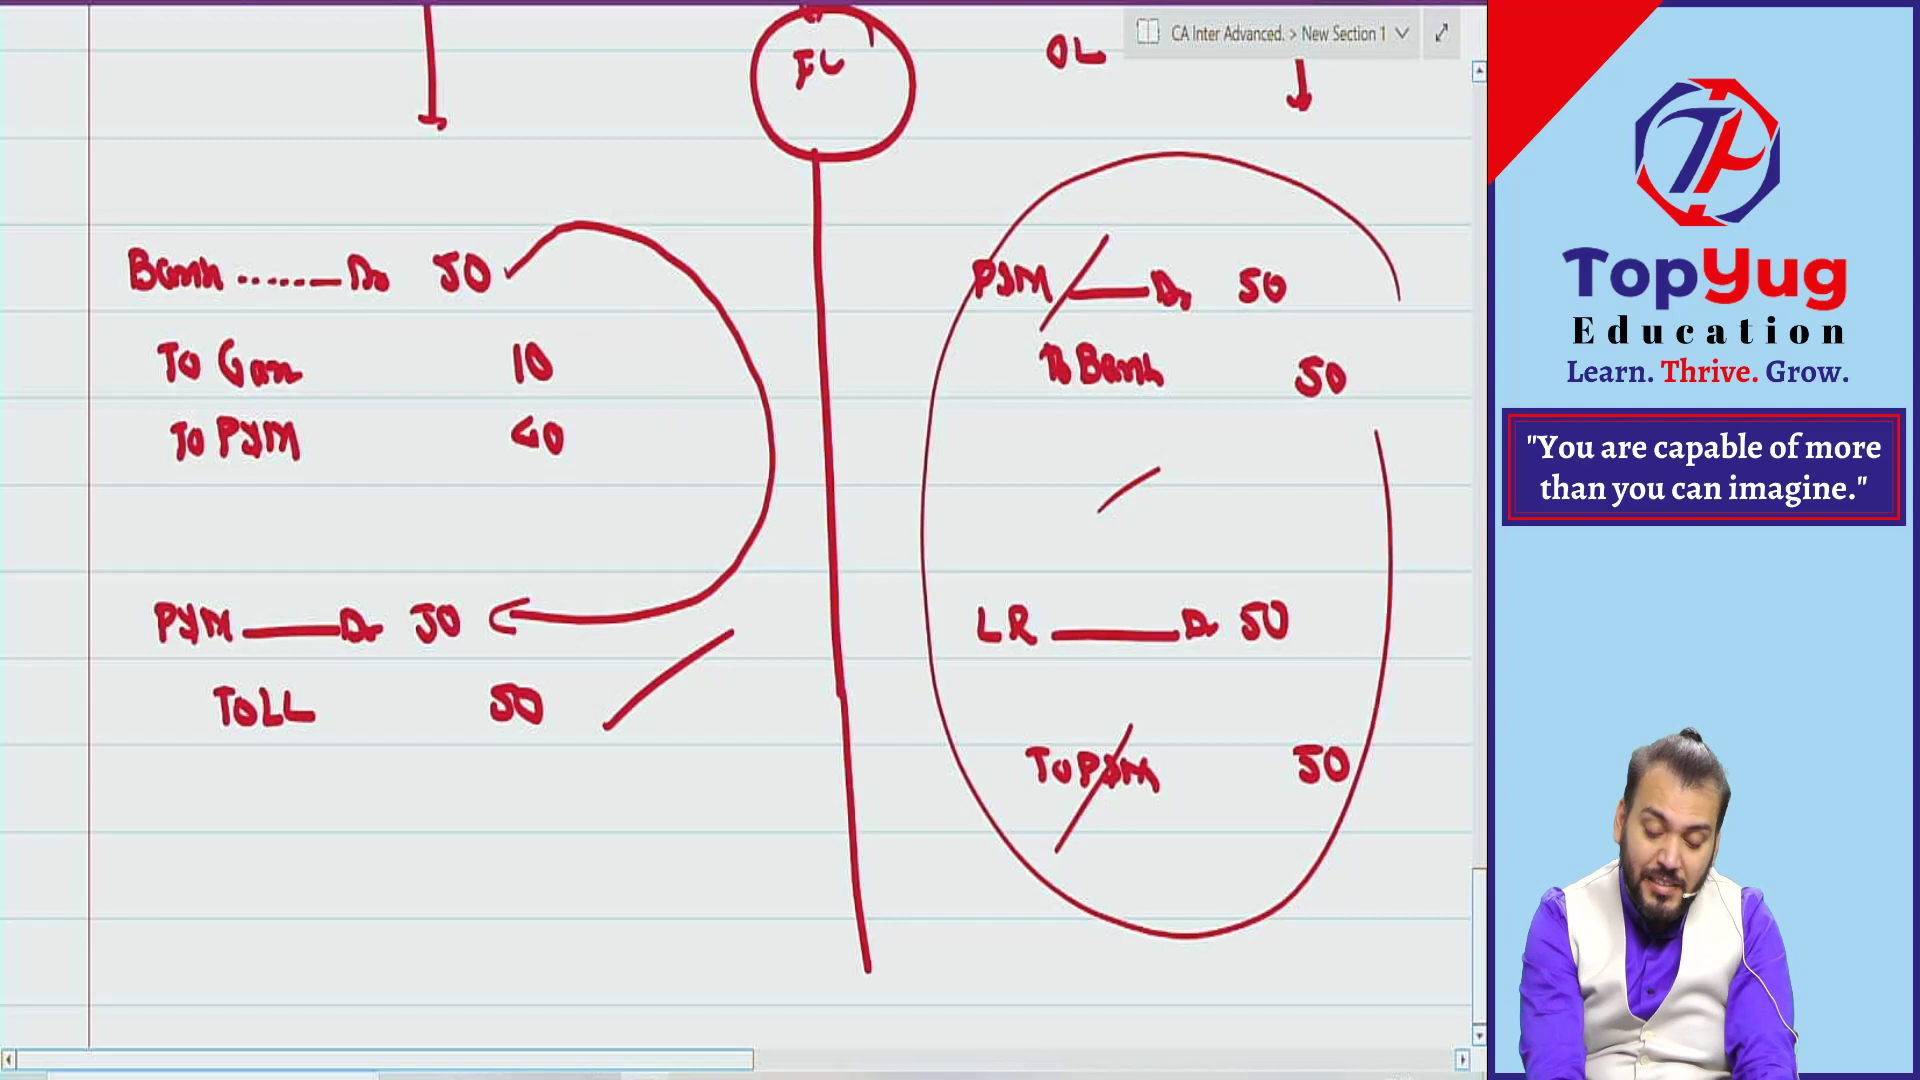 CA Inter Advanced. > New Section 1
FL
OL
Bank ......— Dr 50
To Gain 10
To PYM 40
PYM —— Dr 50
To LL 50
PYM —— Dr 50
To Bank 50
LR —— Dr 50
To PYM 50
TopYug
Education
Learn. Thrive. Grow.
"You are capable of more
than you can imagine."